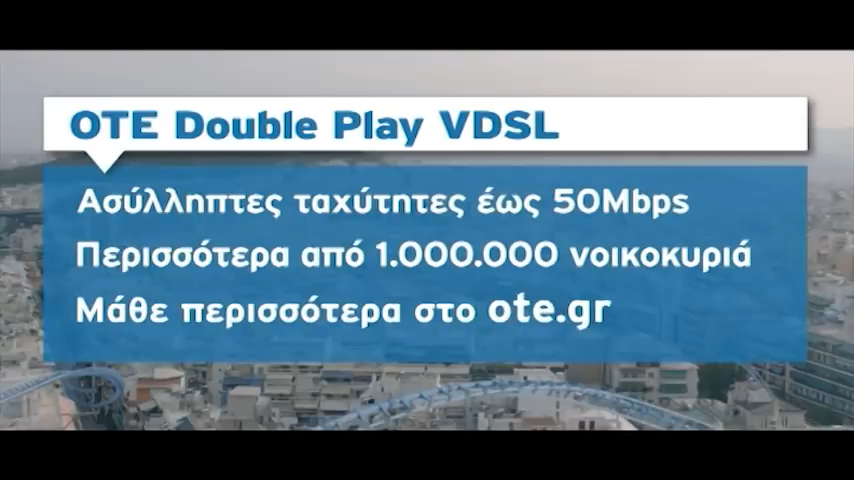 OTE Double Play VDSL
Ασύλληπτες ταχύτητες έως 50Mbps
Περισσότερα από 1.000.000 νοικοκυριά
Μάθε περισσότερα στο ote.gr